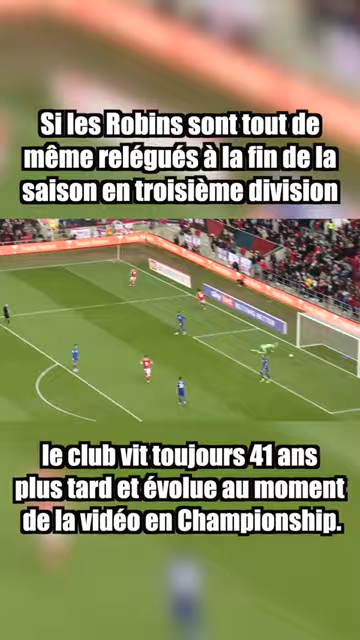 Si les Robins sont tout de
même relégués à la fin de la
saison en troisième division
le club vit toujours 41 ans
plus tard et évolue au moment
de la vidéo en Championship.